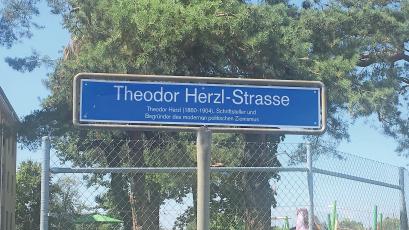 Theodor Herzl-Strasse
Theodor Herzl (1860-1904), Schriftsteller und
Begründer des modernen politischen Zionismus